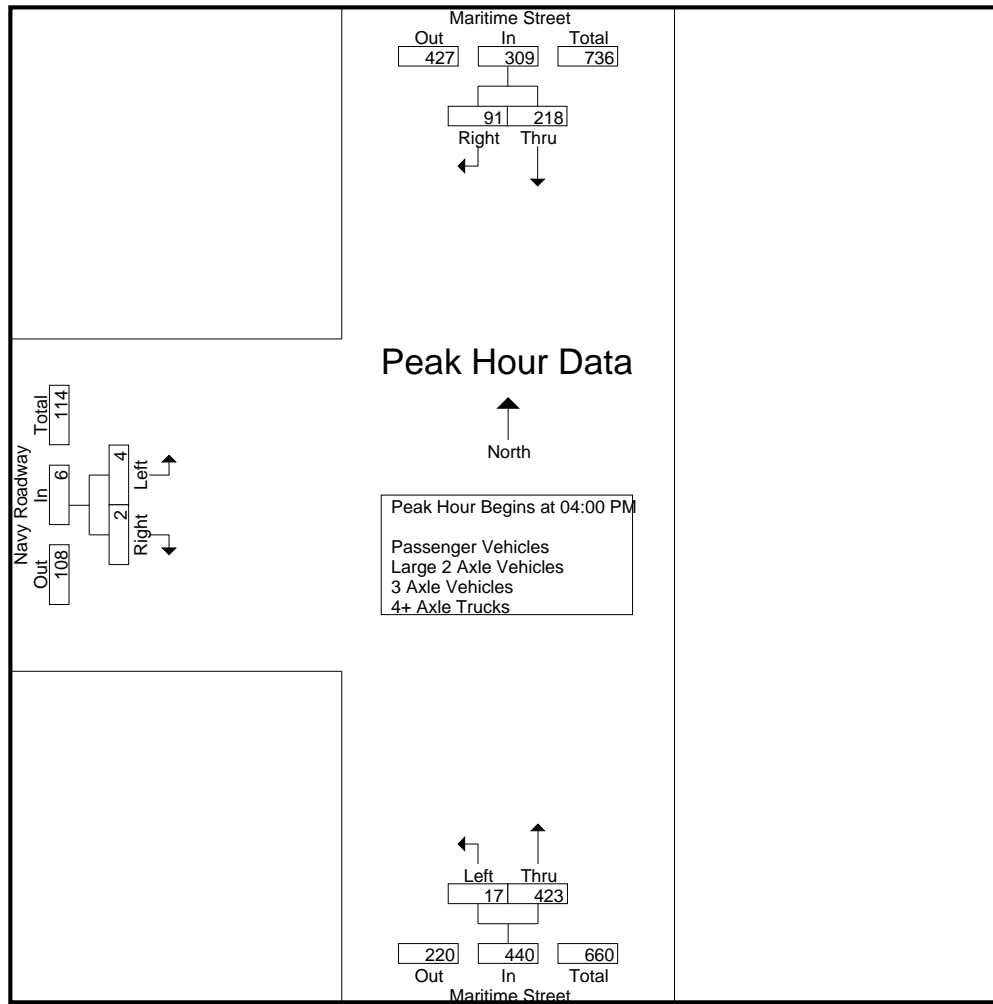 Maritime Street
Out In Total
427 309 736
91 218
Right Thru
Peak Hour Data
North
Navy Roadway
Out In Total
108 6 114
2 4
Right Left
Peak Hour Begins at 04:00 PM
Passenger Vehicles
Large 2 Axle Vehicles
3 Axle Vehicles
4+ Axle Trucks
Left Thru
17 423
220 440 660
Out In Total
Maritime Street